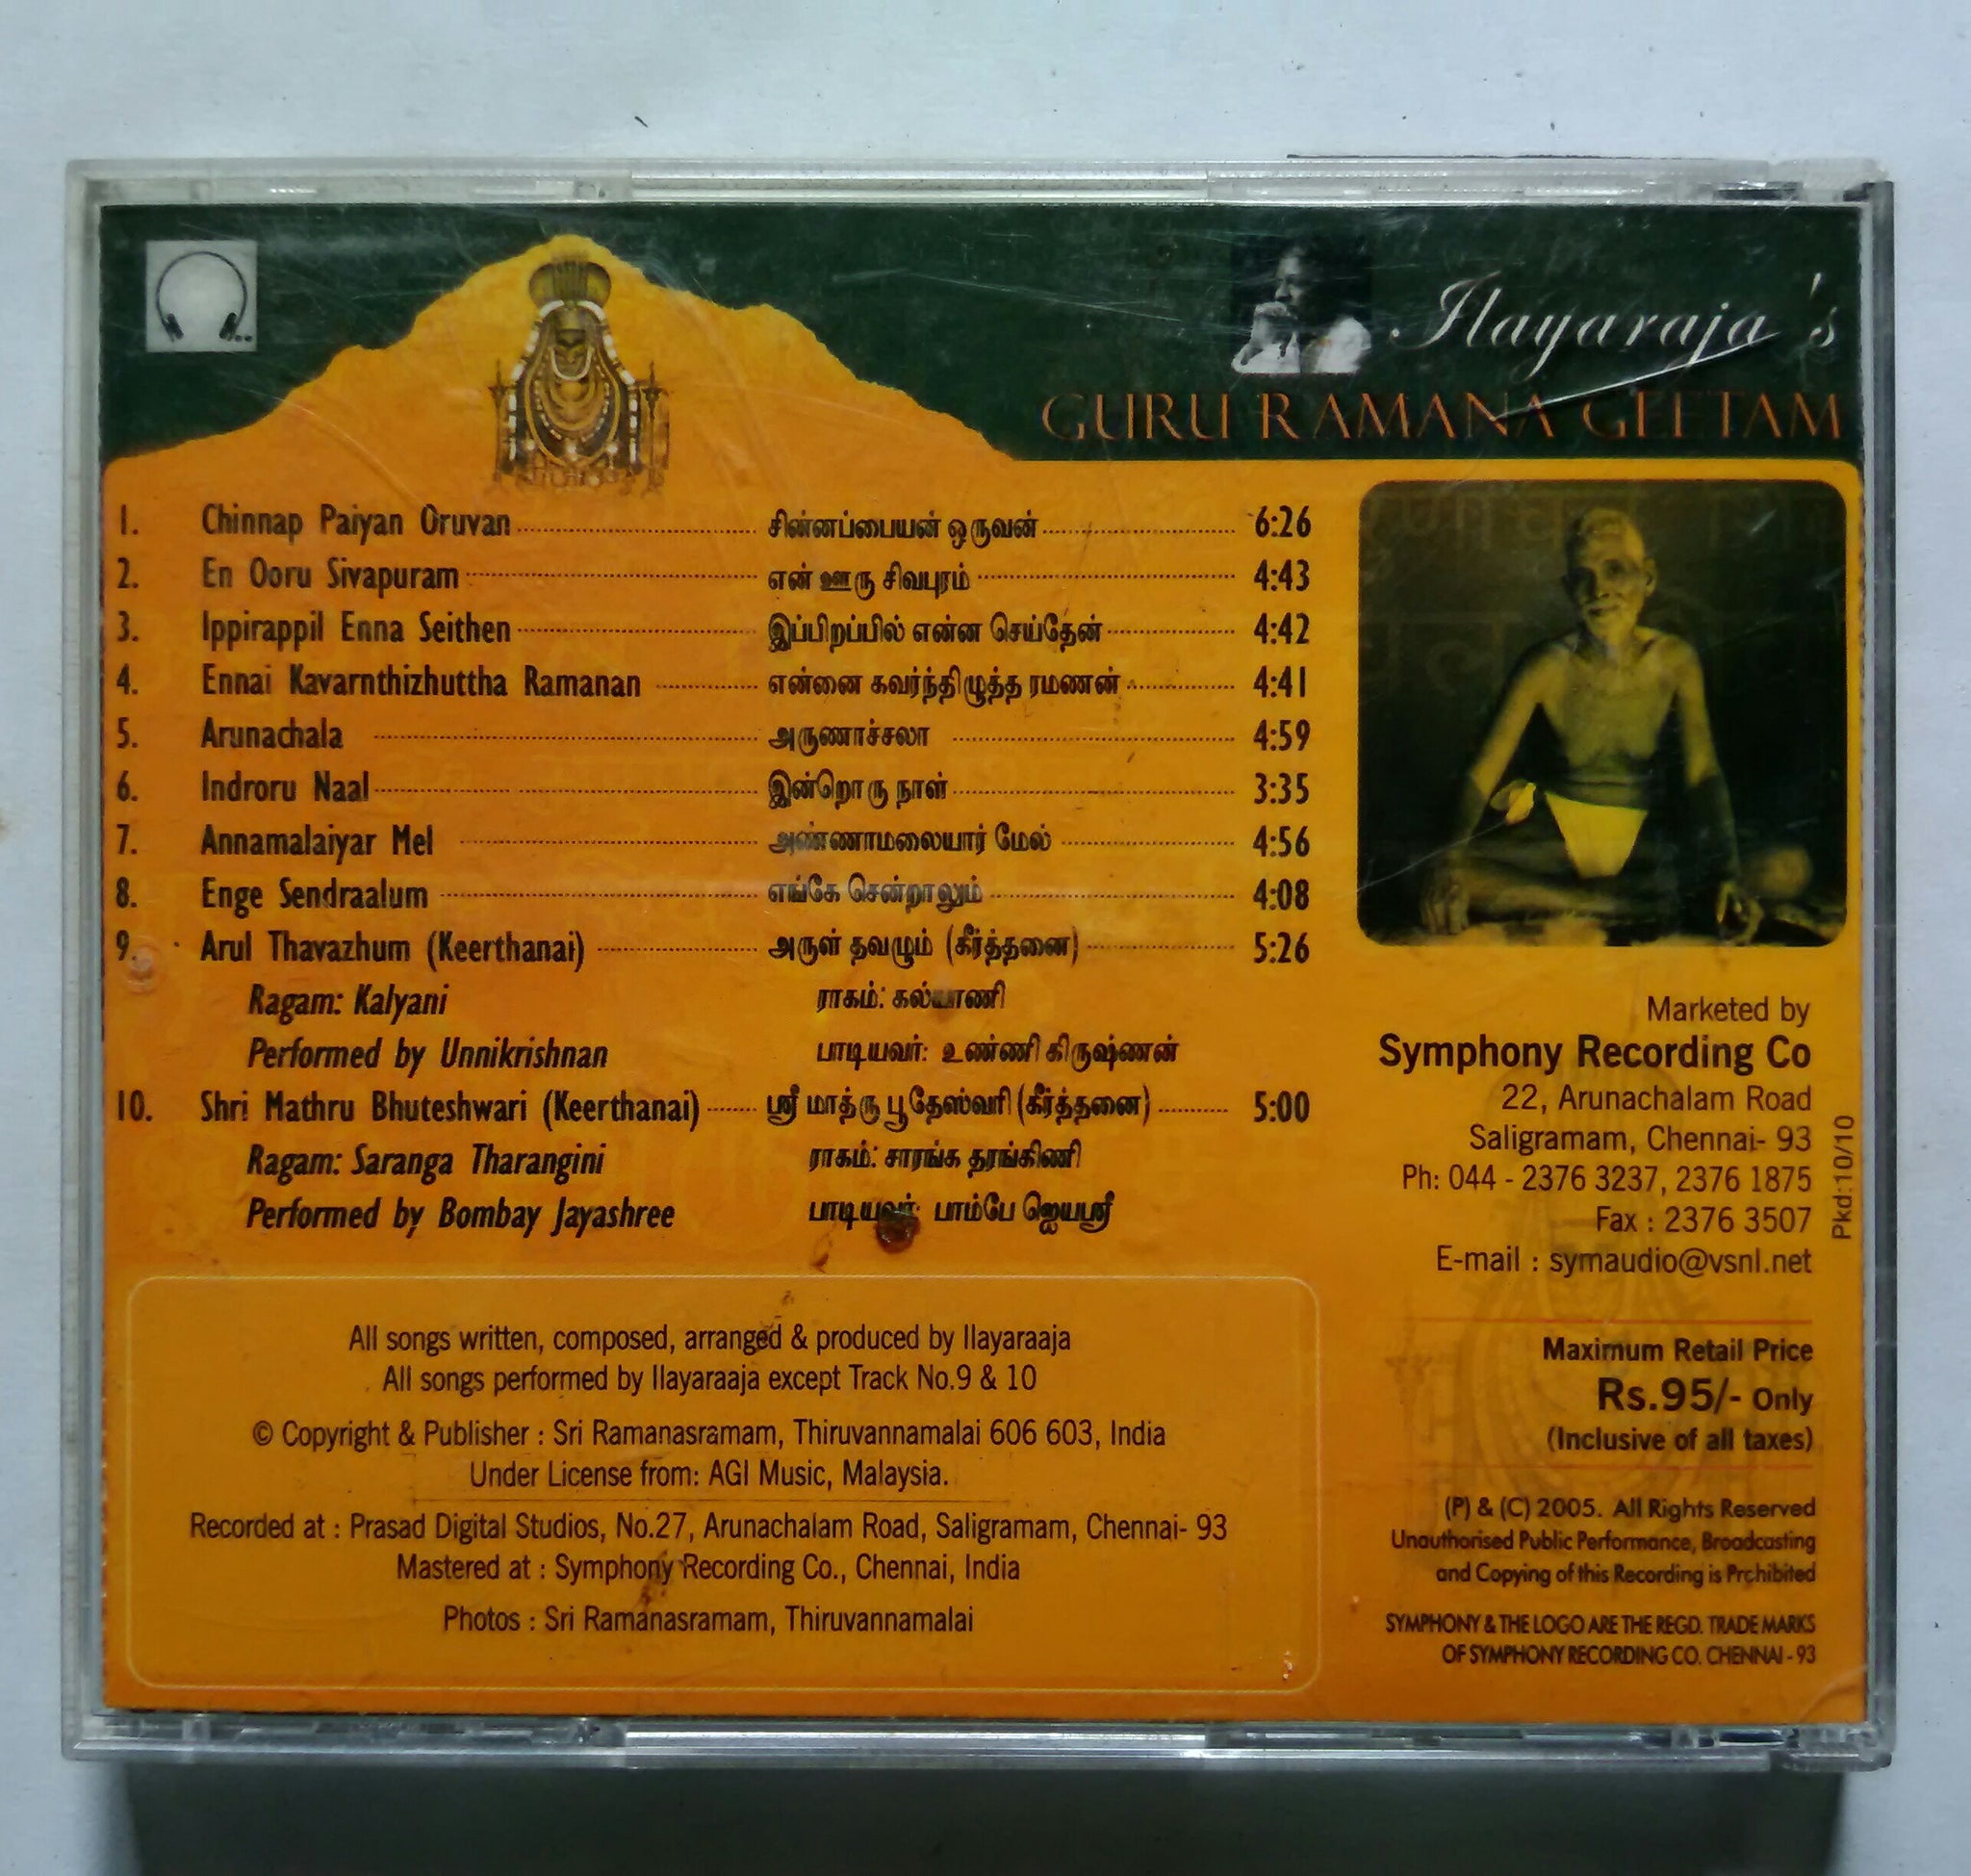 Ilayaraja's
GURU RAMANA GEETAM
1. Chinnap Paiyan Oruvan சின்னப்பையன் ஒருவன் 6:26
2. En Ooru Sivapuram என் ஊரு சிவபுரம் 4:43
3. Ippirappil Enna Seithen இப்பிறப்பில் என்ன செய்தேன் 4:42
4. Ennai Kavarnthizhuttha Ramanan என்னை கவர்ந்திழுத்த ரமணன் 4:41
5. Arunachala அருணாச்சலா 4:59
6. Indroru Naal இன்றொரு நாள் 3:35
7. Annamalaiyar Mel அண்ணாமலையார் மேல் 4:56
8. Enge Sendraalum எங்கே சென்றாலும் 4:08
9. Arul Thavazhum (Keerthanai) அருள் தவழும் (கீர்த்தனை) 5:26
Ragam: Kalyani ராகம்: கல்யாணி
Performed by Unnikrishnan பாடியவர்: உண்ணி கிருஷ்ணன்
10. Shri Mathru Bhuteshwari (Keerthanai) ஸ்ரீ மாத்ரு பூதேஸ்வரி (கீர்த்தனை) 5:00
Ragam: Saranga Tharangini ராகம்: சாரங்க தரங்கிணி
Performed by Bombay Jayashree பாடியவர்: பாம்பே ஜெயஸ்ரீ
All songs written, composed, arranged & produced by Ilayaraaja
All songs performed by Ilayaraaja except Track No.9 & 10
© Copyright & Publisher : Sri Ramanasramam, Thiruvannamalai 606 603, India
Under License from: AGI Music, Malaysia.
Recorded at : Prasad Digital Studios, No.27, Arunachalam Road, Saligramam, Chennai- 93
Mastered at : Symphony Recording Co., Chennai, India
Photos : Sri Ramanasramam, Thiruvannamalai
Marketed by
Symphony Recording Co
22, Arunachalam Road
Saligramam, Chennai- 93
Ph: 044 - 2376 3237, 2376 1875
Fax : 2376 3507
E-mail : symaudio@vsnl.net
Pkd:10/10
Maximum Retail Price
Rs.95/- Only
(Inclusive of all taxes)
(P) & (C) 2005. All Rights Reserved
Unauthorised Public Performance, Broadcasting
and Copying of this Recording is Prohibited
SYMPHONY & THE LOGO ARE THE REGD. TRADE MARKS
OF SYMPHONY RECORDING CO. CHENNAI - 93